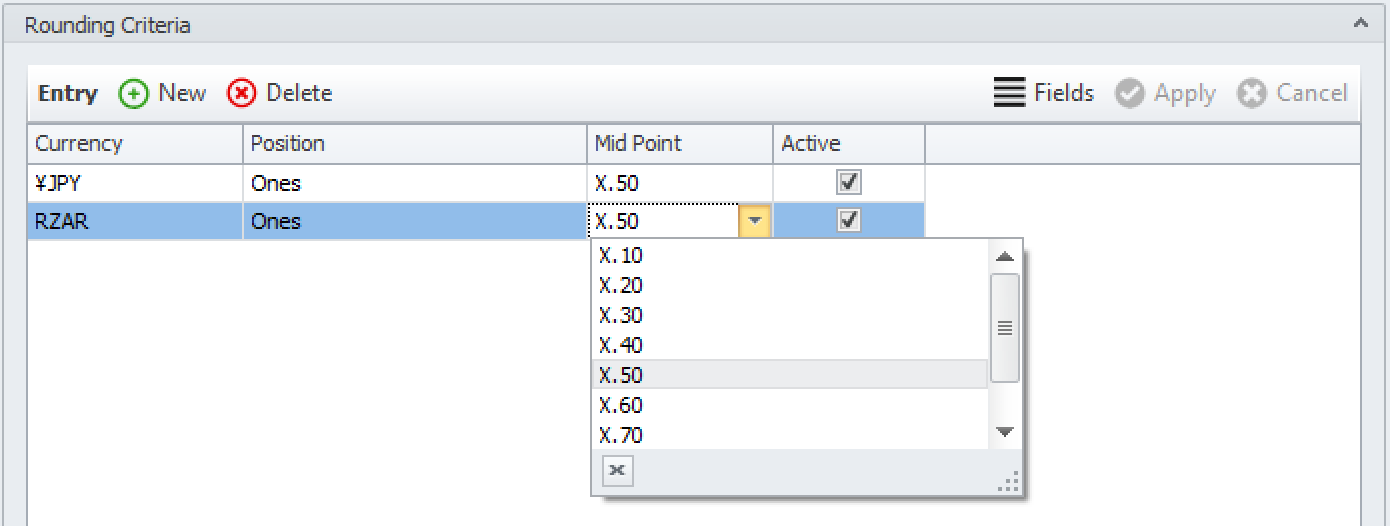 Rounding Criteria
Entry New Delete Fields Apply Cancel
Currency Position Mid Point Active
¥JPY Ones X.50
RZAR Ones X.50
X.10
X.20
X.30
X.40
X.50
X.60
X.70